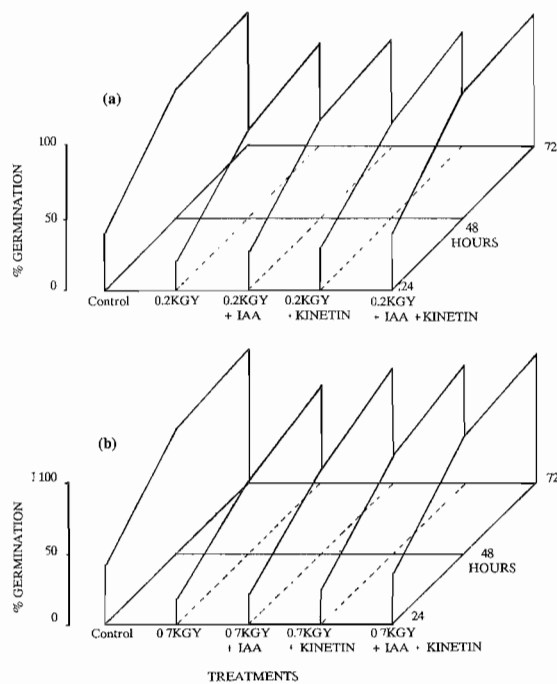 (a)
100
50
0
% GERMINATION
72
48
HOURS
24
Control 0.2KGY 0.2KGY 0.2KGY 0.2KGY
+ IAA + KINETIN + IAA + KINETIN
(b)
100
50
0
% GERMINATION
72
48
HOURS
24
Control 0 7KGY 0 7KGY 0.7KGY 0 7KGY
+ IAA + KINETIN + IAA + KINETIN
TREATMENTS